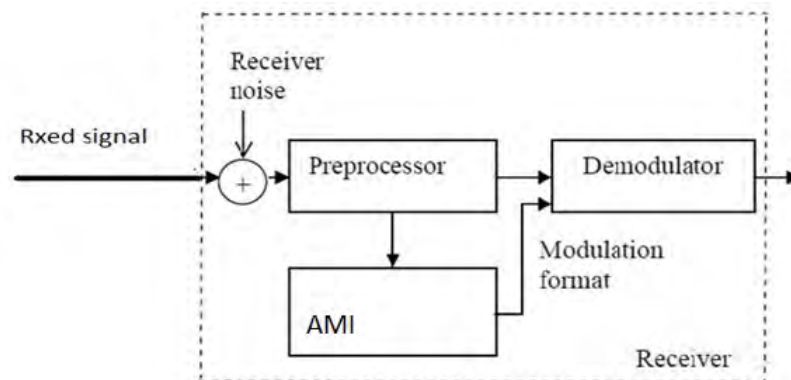 Receiver
noise
Rxed signal
+
Preprocessor
Demodulator
Modulation
format
AMI
Receiver